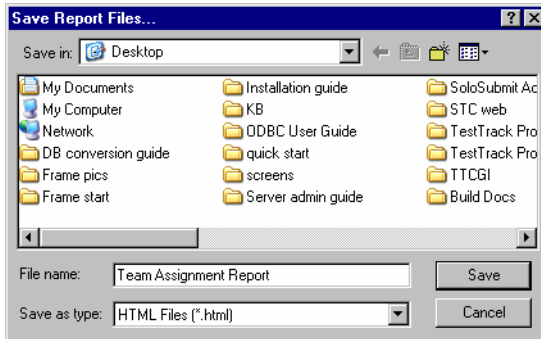 Save Report Files...
Save in: Desktop
My Documents Installation guide SoloSubmit Ac
My Computer KB STC web
Network ODBC User Guide TestTrack Pro
DB conversion guide quick start TestTrack Pro
Frame pics screens TTCGI
Frame start Server admin guide Build Docs
File name: Team Assignment Report Save
Save as type: HTML Files (*.html) Cancel